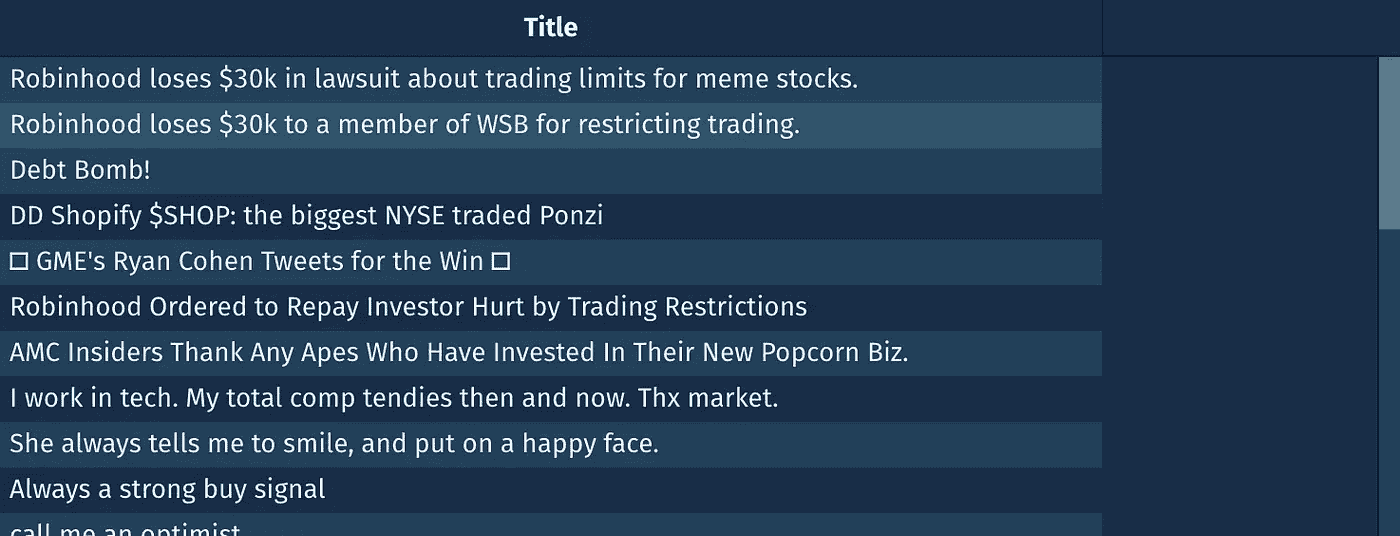 Title
Robinhood loses $30k in lawsuit about trading limits for meme stocks.
Robinhood loses $30k to a member of WSB for restricting trading.
Debt Bomb!
DD Shopify $SHOP: the biggest NYSE traded Ponzi
□ GME's Ryan Cohen Tweets for the Win □
Robinhood Ordered to Repay Investor Hurt by Trading Restrictions
AMC Insiders Thank Any Apes Who Have Invested In Their New Popcorn Biz.
I work in tech. My total comp tendies then and now. Thx market.
She always tells me to smile, and put on a happy face.
Always a strong buy signal
call me an optimist